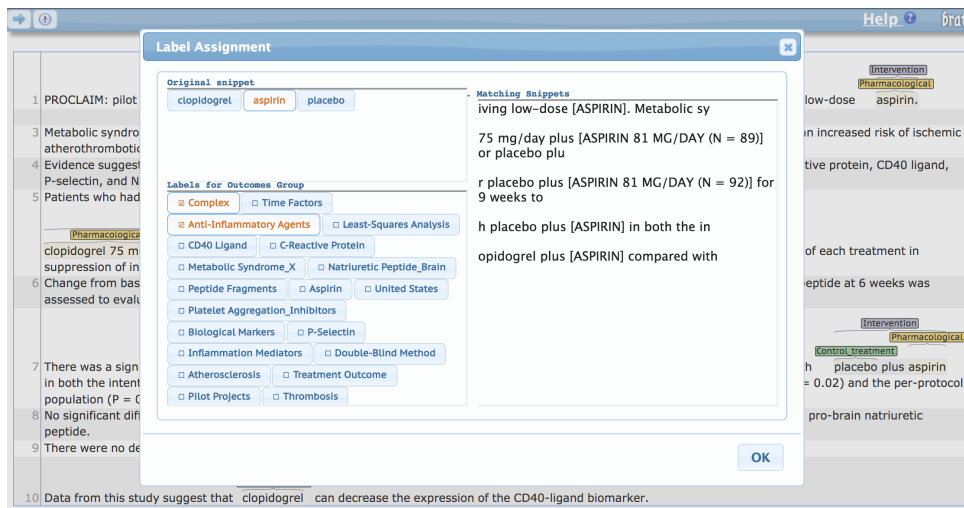 Help
Label Assignment
Original snippet
clopidogrel aspirin placebo
Labels for Outcomes Group
Complex Time Factors
Anti-Inflammatory Agents Least-Squares Analysis
CD40 Ligand C-Reactive Protein
Metabolic Syndrome_X Natriuretic Peptide_Brain
Peptide Fragments Aspirin United States
Platelet Aggregation_Inhibitors
Biological Markers P-Selectin
Inflammation Mediators Double-Blind Method
Atherosclerosis Treatment Outcome
Pilot Projects Thrombosis
Matching Snippets
iving low-dose [ASPIRIN]. Metabolic sy
75 mg/day plus [ASPIRIN 81 MG/DAY (N = 89)]
or placebo plu
r placebo plus [ASPIRIN 81 MG/DAY (N = 92)] for
9 weeks to
h placebo plus [ASPIRIN] in both the in
opidogrel plus [ASPIRIN] compared with
OK
Intervention
Pharmacological
1 PROCLAIM: pilot low-dose aspirin.
3 Metabolic syndro an increased risk of ischemic
atherothrombotic
4 Evidence suggest tive protein, CD40 ligand,
P-selectin, and N
5 Patients who had
Pharmacologica
clopidogrel 75 m of each treatment in
suppression of in
6 Change from bas peptide at 6 weeks was
assessed to evalu
Intervention
Pharmacological
Control_treatment
7 There was a sign h placebo plus aspirin
in both the intent = 0.02) and the per-protocol
population (P = 0
8 No significant diff pro-brain natriuretic
peptide.
9 There were no de
10 Data from this study suggest that clopidogrel can decrease the expression of the CD40-ligand biomarker.